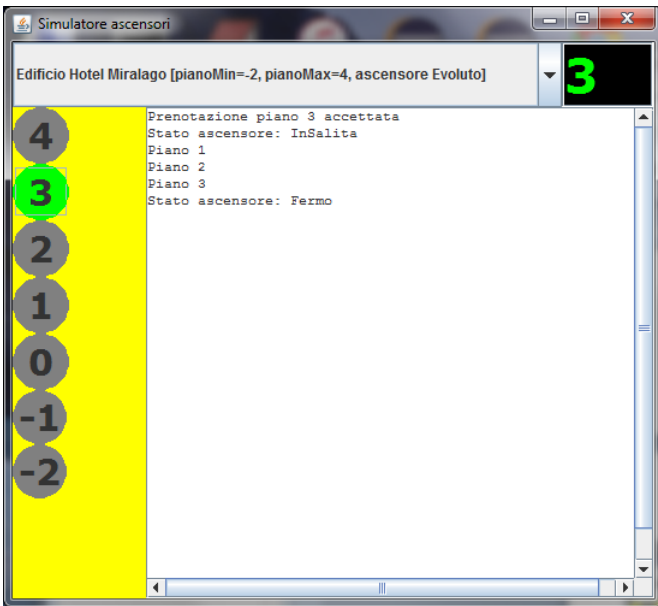 Simulatore ascensori
Edificio Hotel Miralago [pianoMin=-2, pianoMax=4, ascensore Evoluto]
3
4
3
2
1
0
-1
-2
Prenotazione piano 3 accettata
Stato ascensore: InSalita
Piano 1
Piano 2
Piano 3
Stato ascensore: Fermo